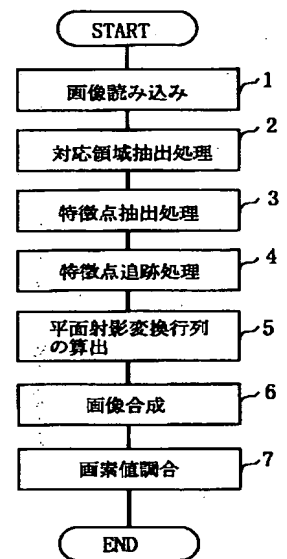 START
画像読み込み
1
対応領域抽出処理
2
特徴点抽出処理
3
特徴点追跡処理
4
平面射影変換行列
の算出
5
画像合成
6
画素値調合
7
END